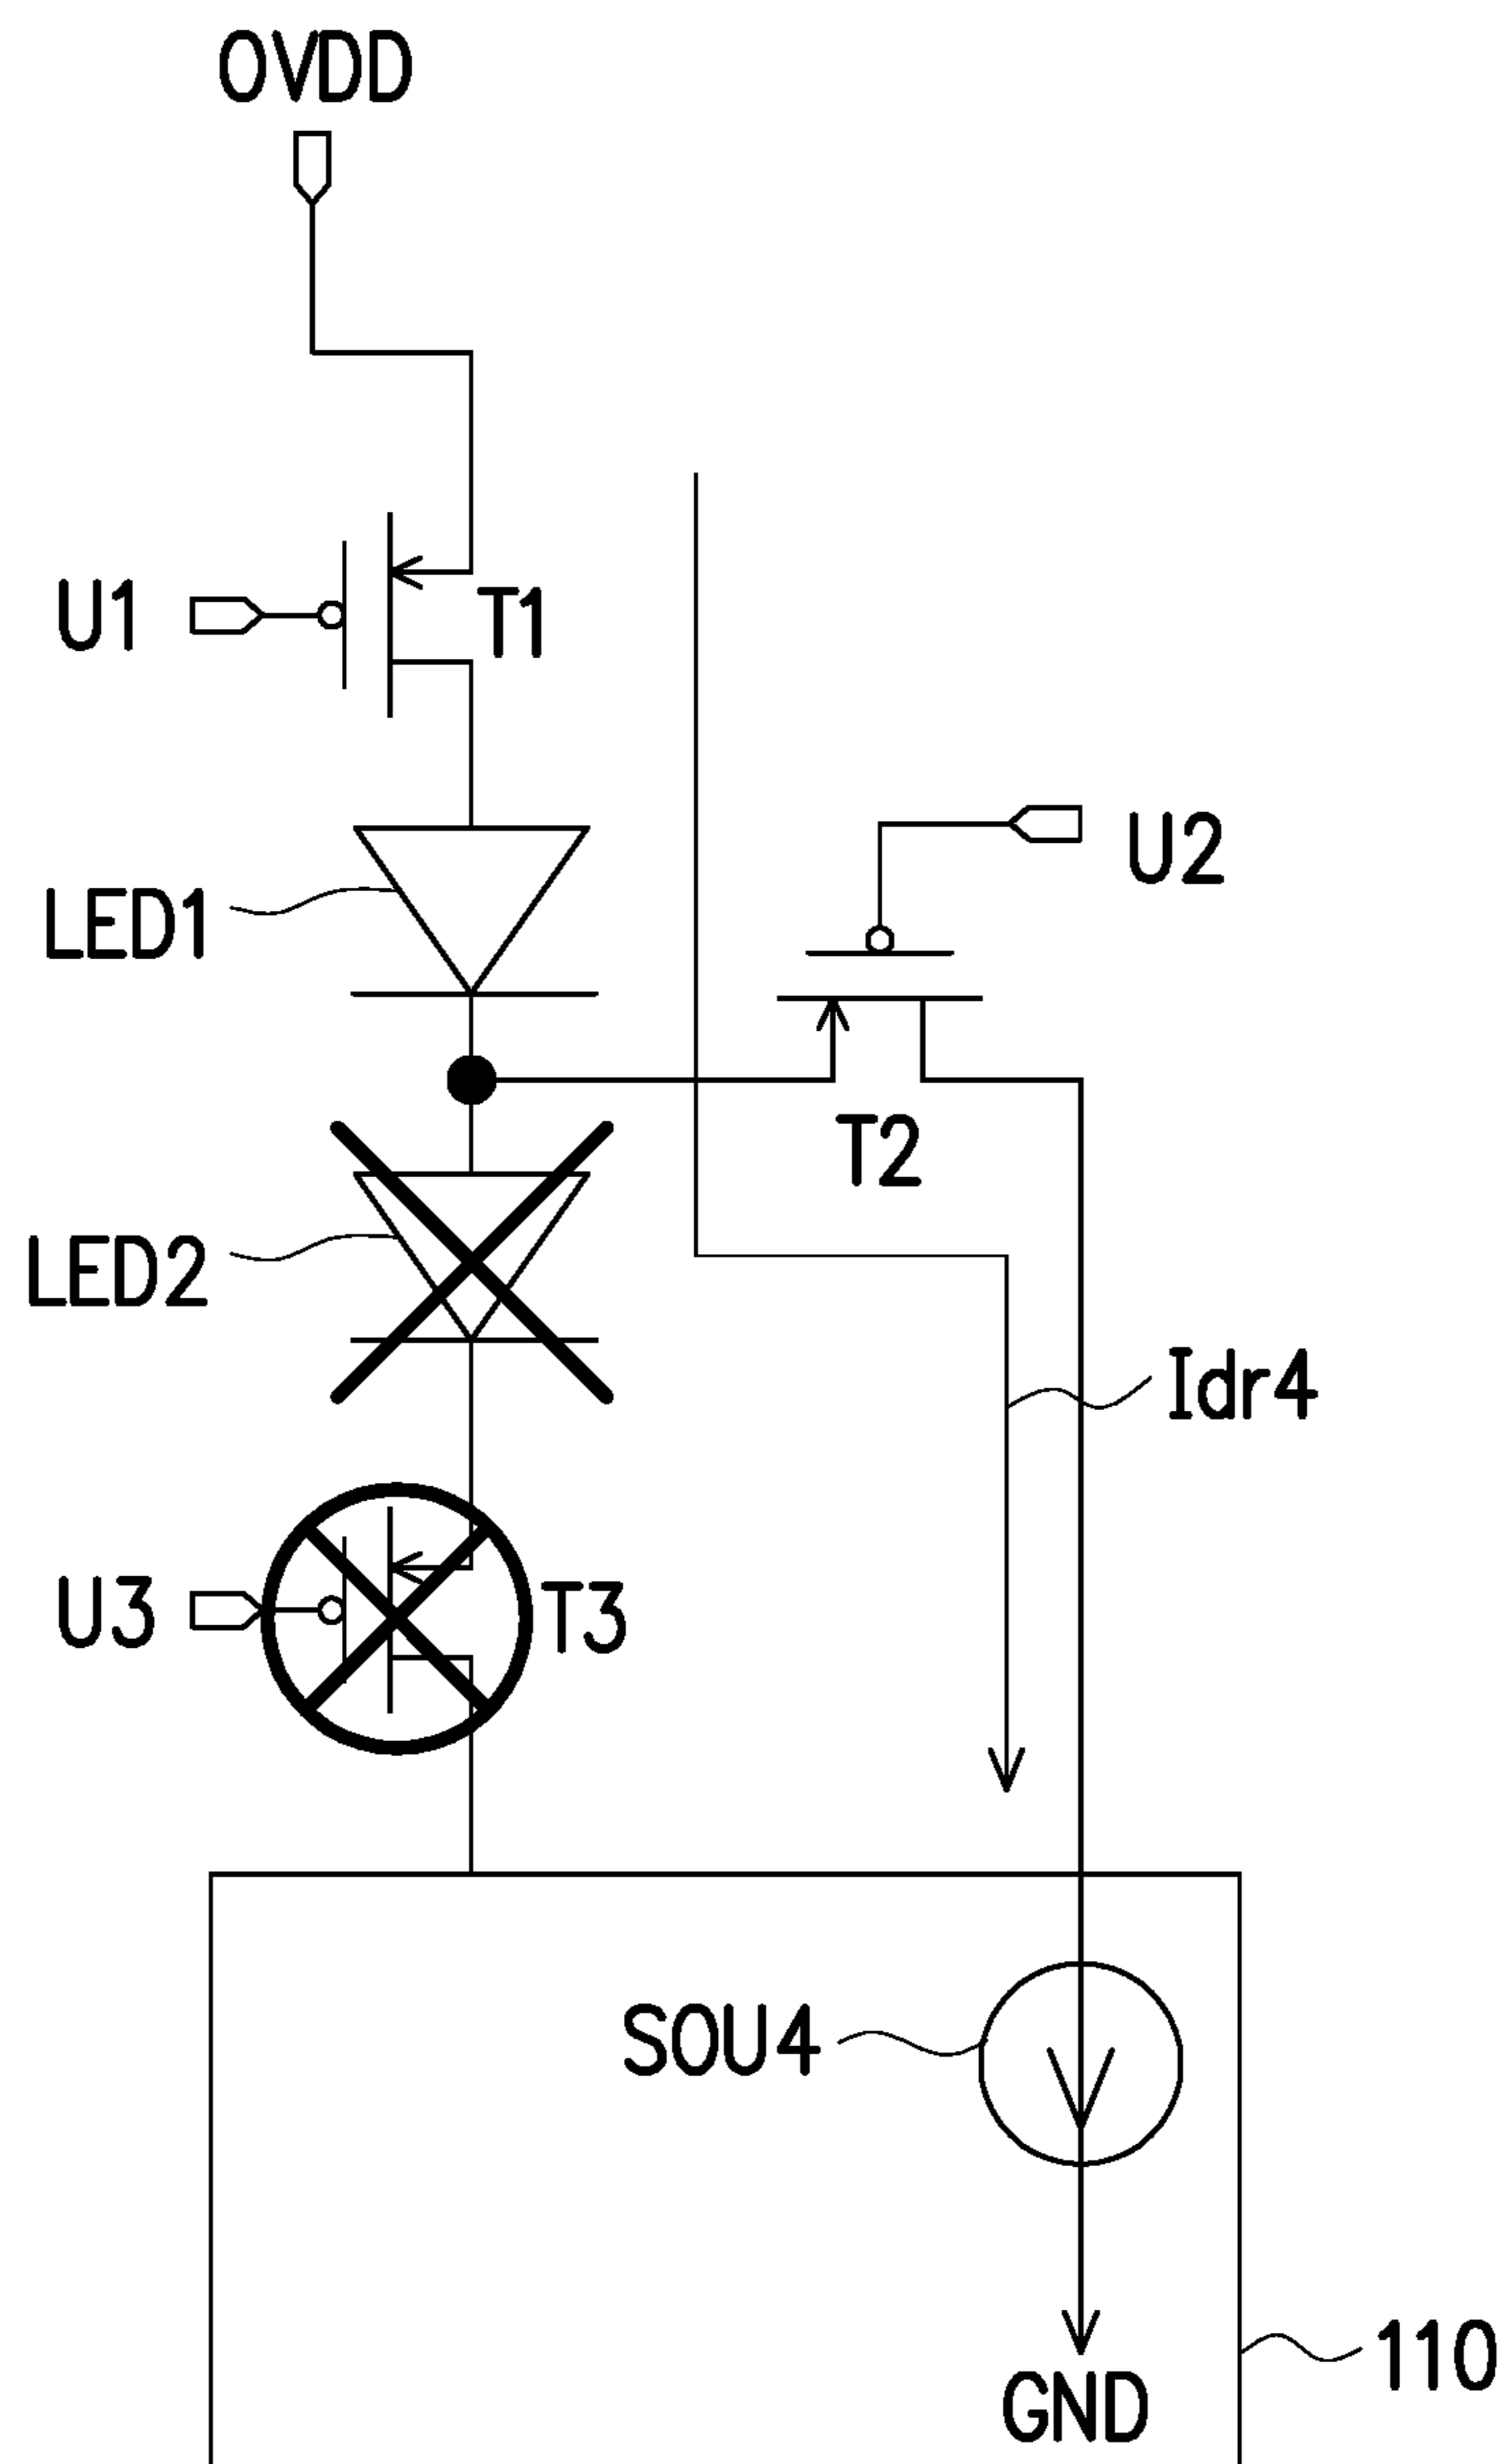 OVDD
U1
T1
U2
LED1
T2
LED2
Idr4
U3
T3
SOU4
110
GND